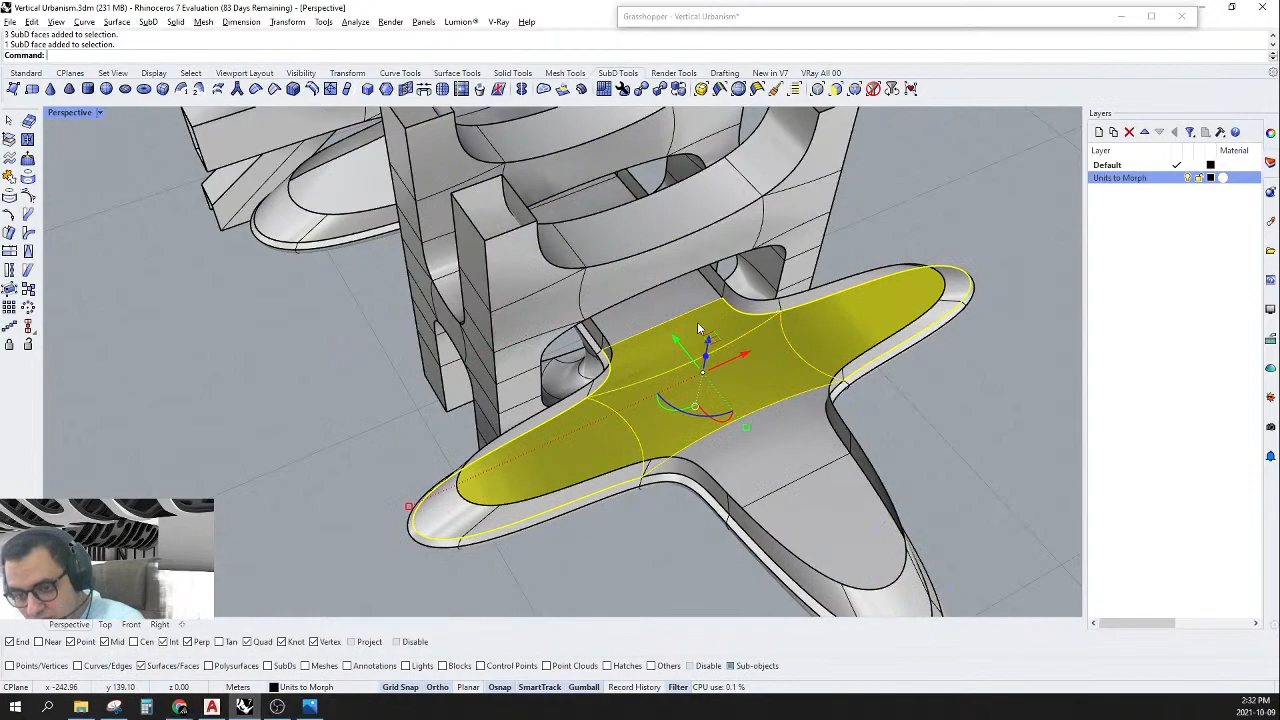 Vertical Urbanism.3dm (231 MB) - Rhinoceros 7 Evaluation (83 Days Remaining) - [Perspective]
Grasshopper - Vertical Urbanism*
File Edit View Curve Surface SubD Solid Mesh Dimension Transform Tools Analyze Render Panels Lumion® V-Ray Help
3 SubD faces added to selection.
1 SubD face added to selection.
Command:
Standard CPlanes Set View Display Select Viewport Layout Visibility Transform Curve Tools Surface Tools Solid Tools Mesh Tools SubD Tools Render Tools Drafting New in V7 VRay All 00
Perspective
Layers
Layer Material
Default
Units to Morph
Perspective Top Front Right
End Near Point Mid Cen Int Perp Tan Quad Knot Vertex Project Disable
Points/Vertices Curves/Edges Surfaces/Faces Polysurfaces SubDs Meshes Annotations Lights Blocks Control Points Point Clouds Hatches Others Disable Sub-objects
CPlane x -242.96 y 139.10 z 0.00 Meters Units to Morph Grid Snap Ortho Planar Osnap SmartTrack Gumball Record History Filter CPU use: 0.1 %
2:32 PM
2021-10-09